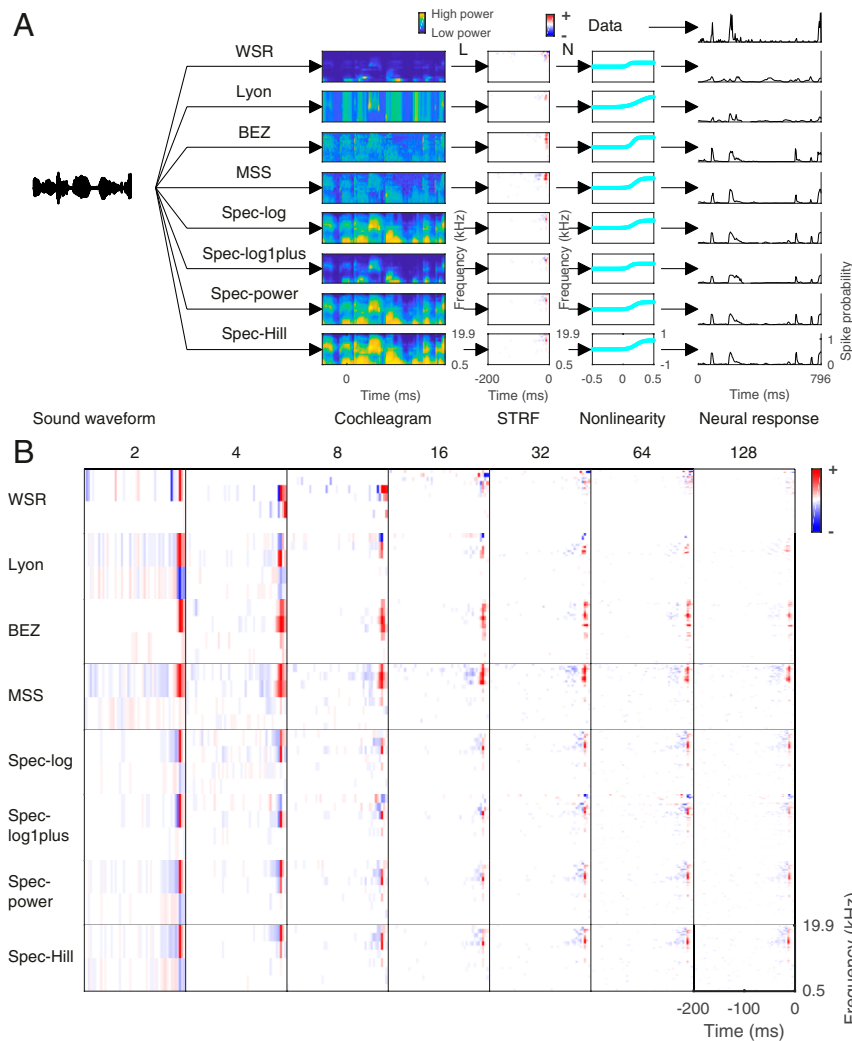 A
High power
Low power
+
-
Data
WSR
L
N
Lyon
BEZ
MSS
Spec-log
Spec-log1plus
Spec-power
Spec-Hill
Frequency (kHz)
19.9
0.5
Frequency (kHz)
19.9
0.5
1
-1
Spike probability
1
0
0
Time (ms)
-200
0
Time (ms)
-0.5
0
0.5
0
796
Time (ms)
Sound waveform
Cochleagram
STRF
Nonlinearity
Neural response
B
2
4
8
16
32
64
128
+
-
WSR
Lyon
BEZ
MSS
Spec-log
Spec-
log1plus
Spec-
power
Spec-Hill
19.9
0.5
Frequency (kHz)
-200
-100
0
Time (ms)